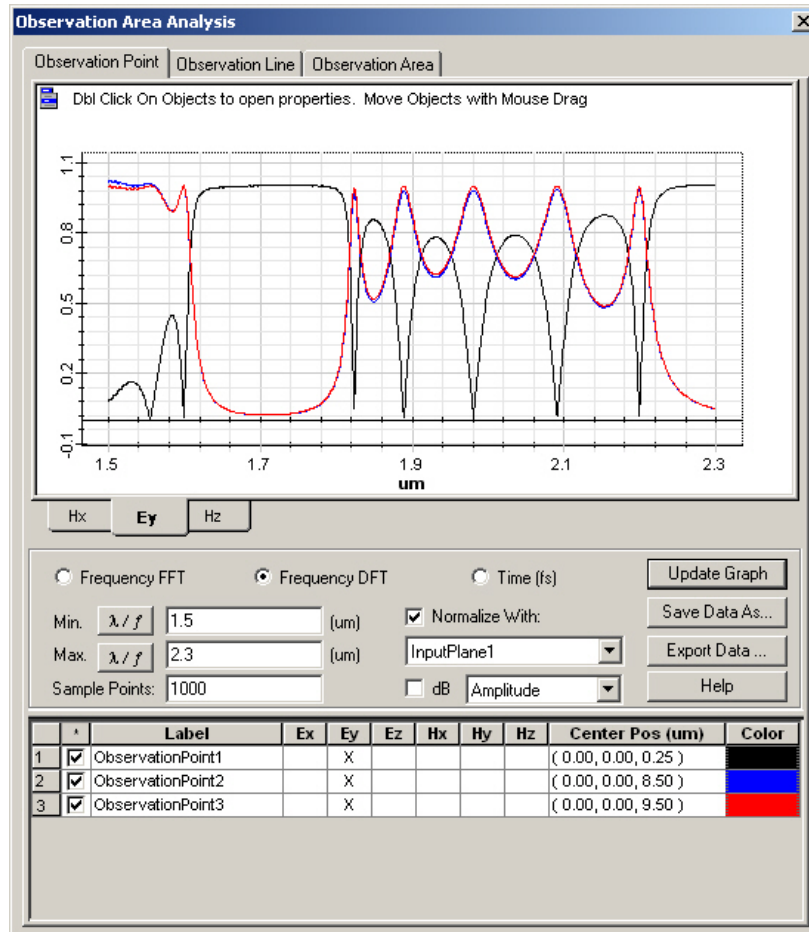 Observation Area Analysis
Observation Point Observation Line Observation Area
Dbl Click On Objects to open properties. Move Objects with Mouse Drag
1.1
0.8
0.5
0.2
-0.1
1.5 1.7 1.9 2.1 2.3
um
Hx Ey Hz
Frequency FFT Frequency DFT Time (fs) Update Graph
Min. λ / f 1.5 (um) Normalize With: Save Data As...
Max. λ / f 2.3 (um) InputPlane1 Export Data ...
Sample Points: 1000 dB Amplitude Help
* Label Ex Ey Ez Hx Hy Hz Center Pos (um) Color
1 ObservationPoint1 X ( 0.00, 0.00, 0.25 )
2 ObservationPoint2 X ( 0.00, 0.00, 8.50 )
3 ObservationPoint3 X ( 0.00, 0.00, 9.50 )